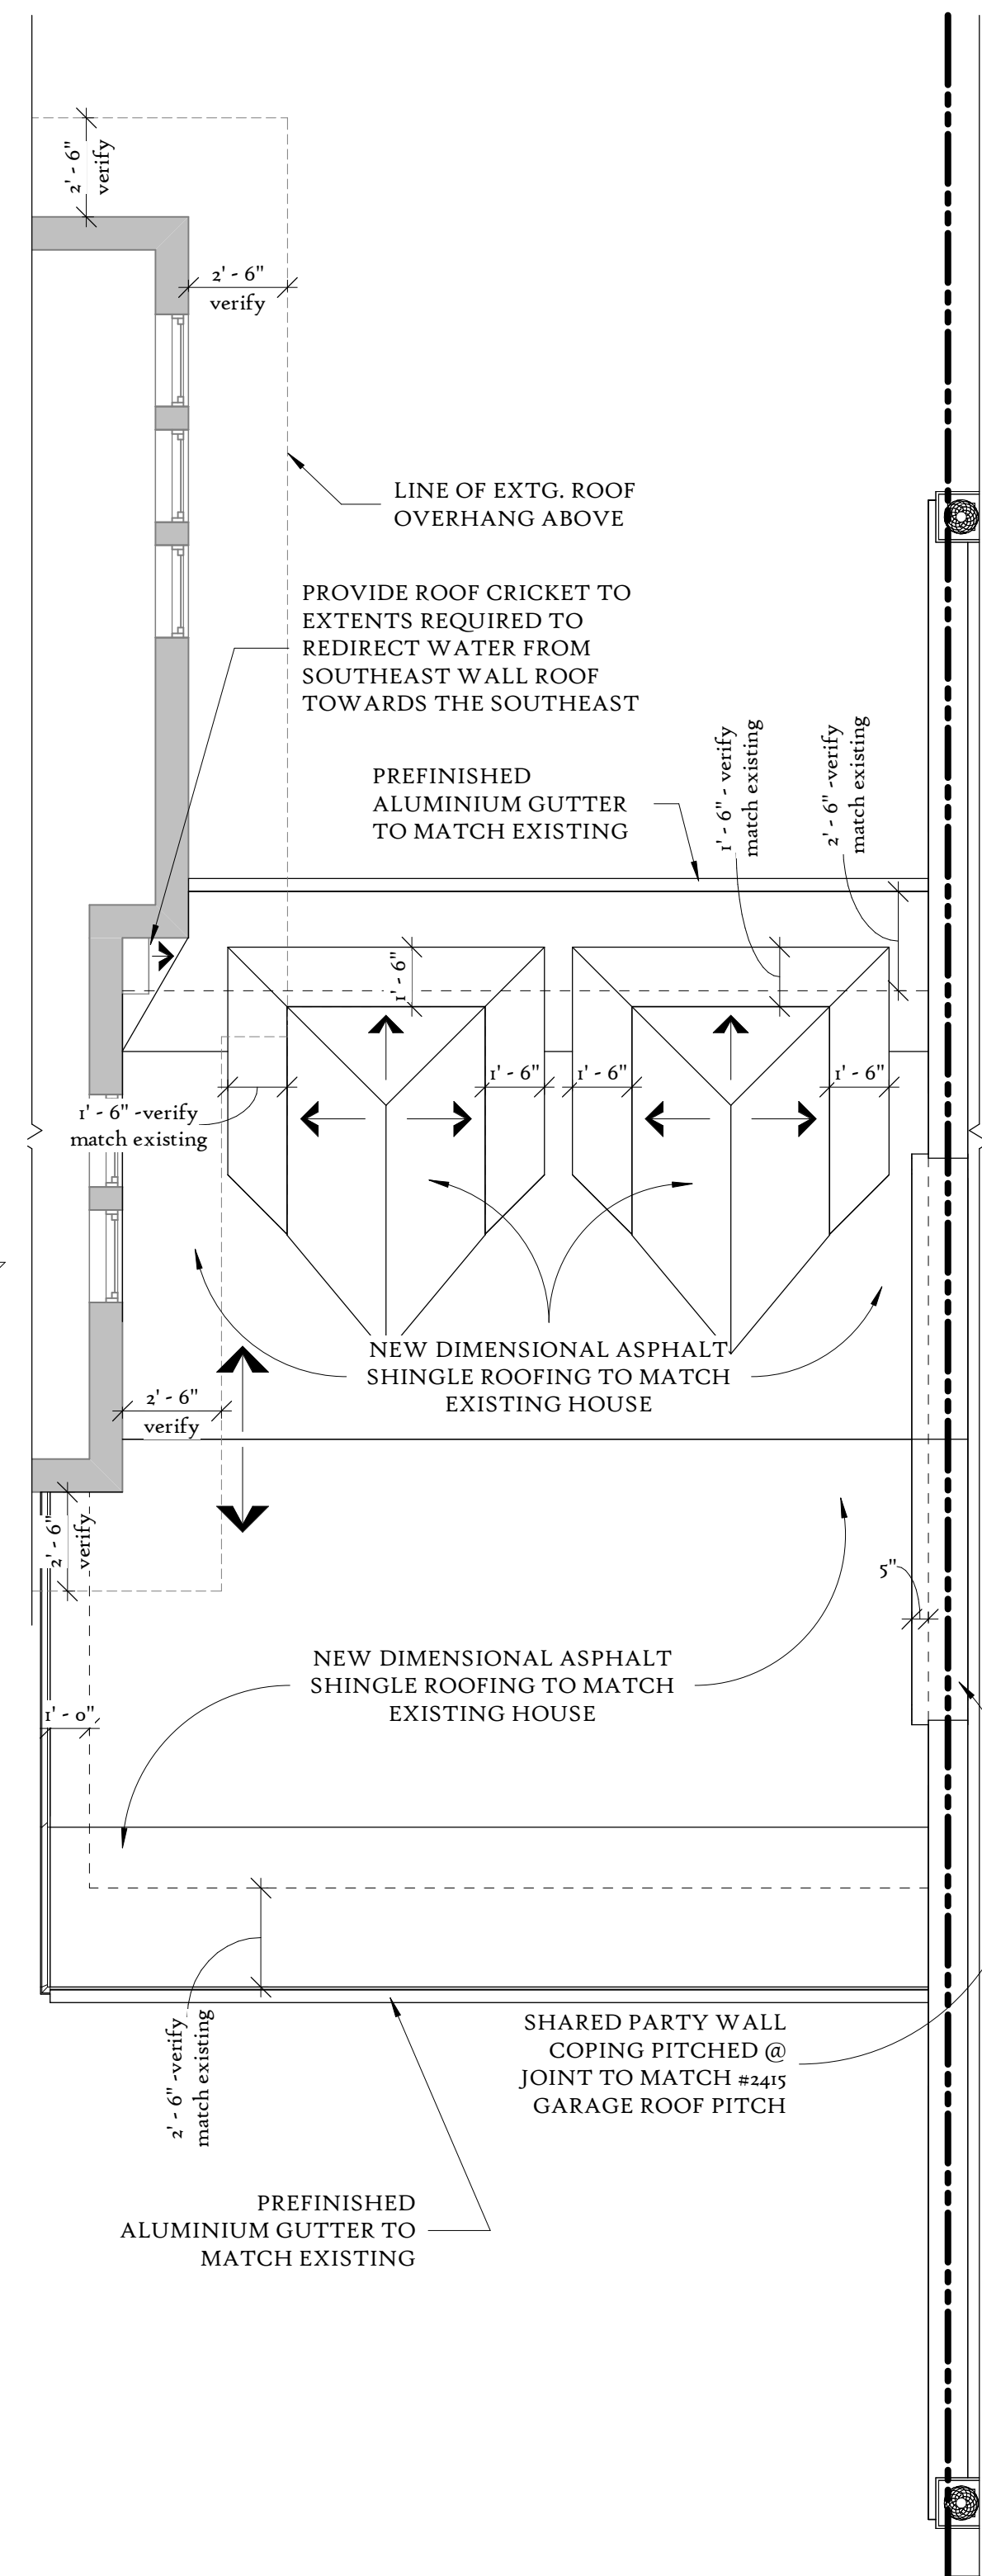 2' - 6"
verify
2' - 6"
verify
LINE OF EXTG. ROOF
OVERHANG ABOVE
PROVIDE ROOF CRICKET TO
EXTENTS REQUIRED TO
REDIRECT WATER FROM
SOUTHEAST WALL ROOF
TOWARDS THE SOUTHEAST
PREFINISHED
ALUMINIUM GUTTER
TO MATCH EXISTING
1' - 6" - verify
match existing
2' - 6" -verify
match existing
1' - 6"
1' - 6"
1' - 6"
1' - 6"
1' - 6" -verify
match existing
NEW DIMENSIONAL ASPHALT
SHINGLE ROOFING TO MATCH
EXISTING HOUSE
2' - 6"
verify
2' - 6"
verify
5"
NEW DIMENSIONAL ASPHALT
SHINGLE ROOFING TO MATCH
EXISTING HOUSE
1' - 0"
2' - 6" -verify
match existing
SHARED PARTY WALL
COPING PITCHED @
JOINT TO MATCH #2415
GARAGE ROOF PITCH
PREFINISHED
ALUMINIUM GUTTER TO
MATCH EXISTING